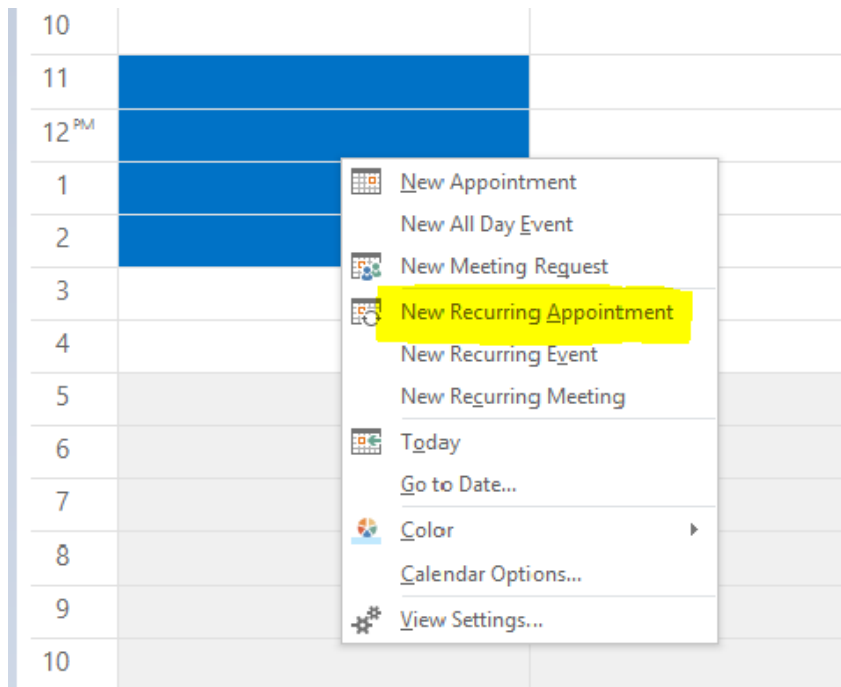 10
11
12 PM
1
2
3
4
5
6
7
8
9
10
New Appointment
New All Day Event
New Meeting Request
New Recurring Appointment
New Recurring Event
New Recurring Meeting
Today
Go to Date...
Color
Calendar Options...
View Settings...